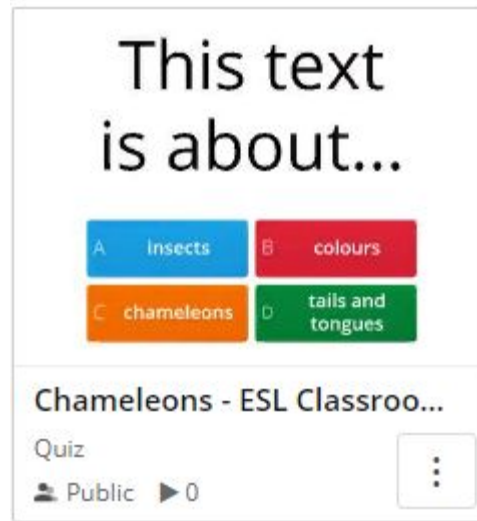 This text
is about...
A insects
B colours
C chameleons
D tails and
tongues
Chameleons - ESL Classroo...
Quiz
Public 0